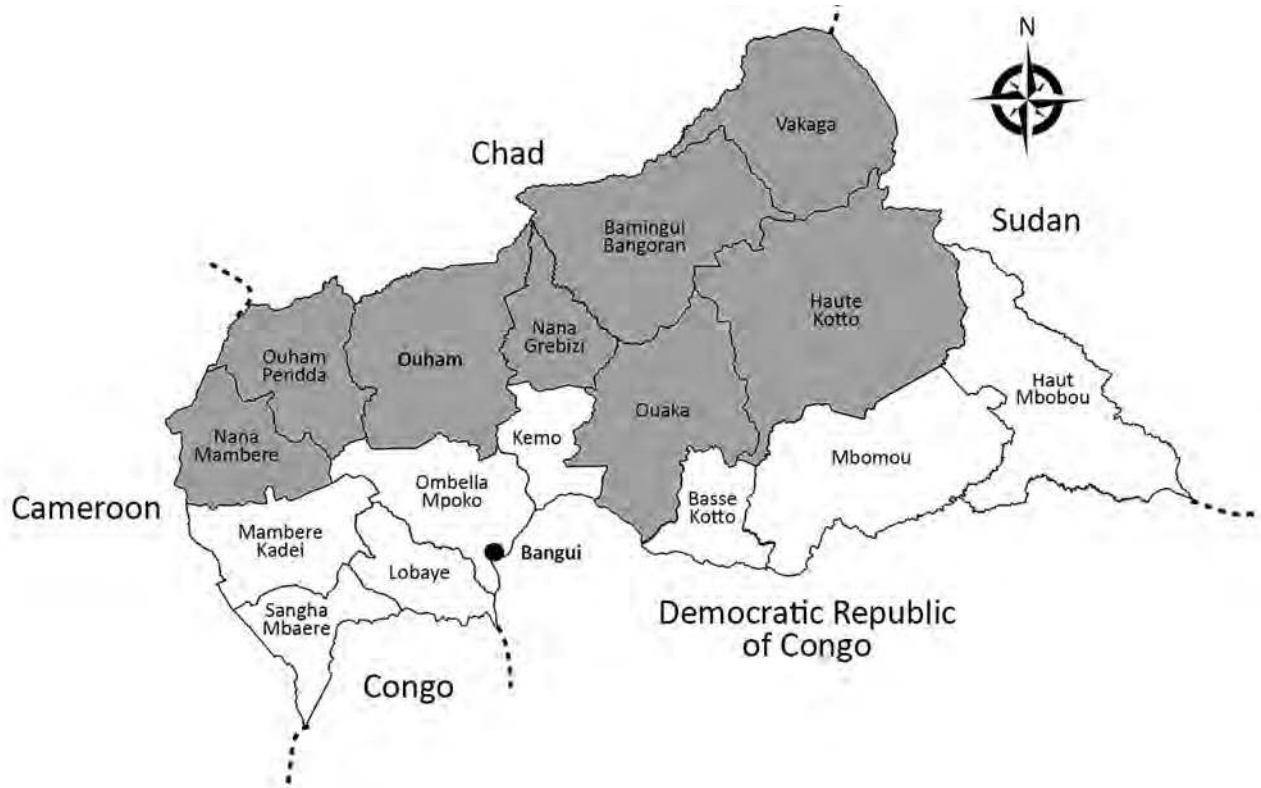 N
Vakaga
Chad
Sudan
Bamingui
Bangoran
Haute
Kotto
Nana
Grebizi
Ouham
Pendda
Ouham
Haut
Mbobou
Ouaka
Nana
Mambere
Kemo
Mbomou
Ombella
Mpoko
Basse
Kotto
Cameroon
Mambere
Kadei
Bangui
Lobaye
Sangha
Mbaere
Democratic Republic
of Congo
Congo